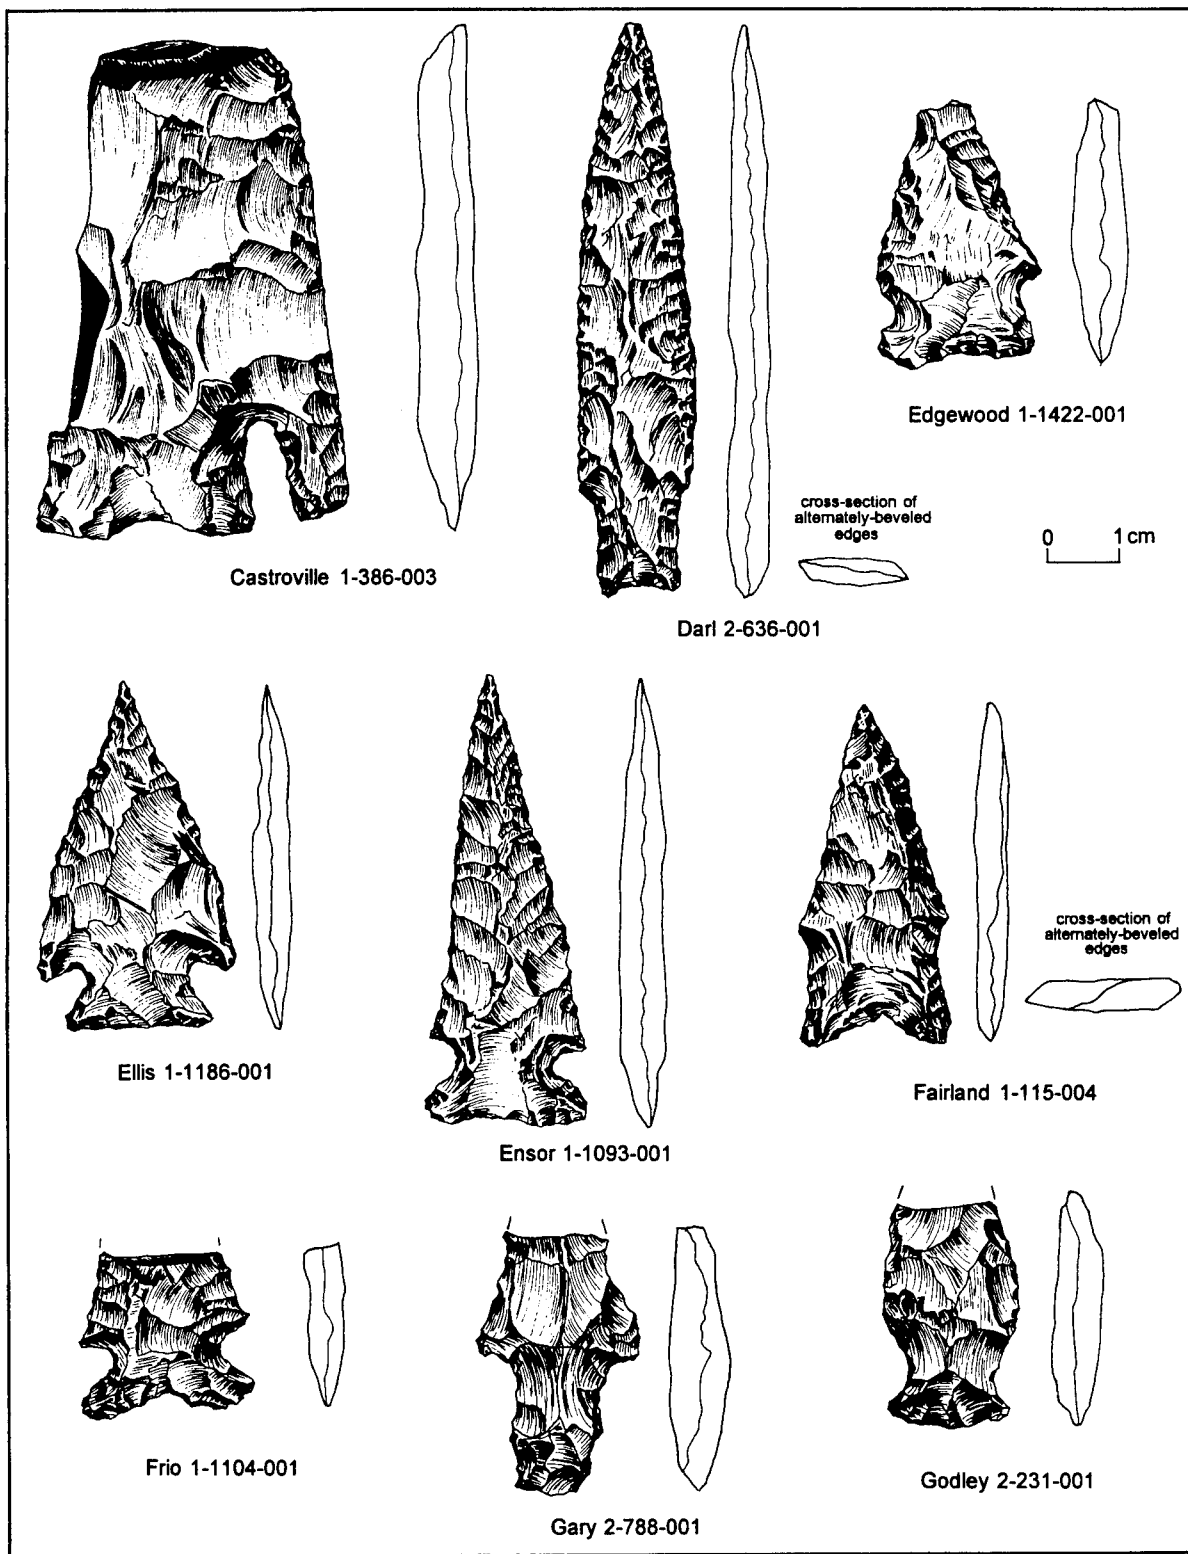 Edgewood 1-1422-001
cross-section of
alternately-beveled
edges
0 1 cm
Castroville 1-386-003
Darl 2-636-001
cross-section of
alternately-beveled
edges
Ellis 1-1186-001
Fairland 1-115-004
Ensor 1-1093-001
Frio 1-1104-001
Godley 2-231-001
Gary 2-788-001